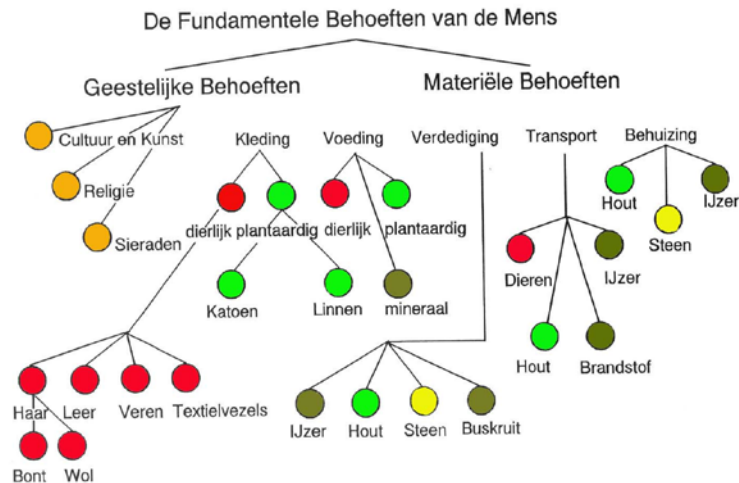 De Fundamentele Behoeften van de Mens
Geestelijke Behoeften
Materiële Behoeften
Cultuur en Kunst
Religie
Sieraden
Kleding
Voeding
Verdediging
Transport
Behuizing
dierlijk
plantaardig
dierlijk
plantaardig
Katoen
Linnen
mineraal
Hout
Steen
IJzer
Dieren
IJzer
Hout
Brandstof
Haar
Leer
Veren
Textielvezels
Bont
Wol
IJzer
Hout
Steen
Buskruit